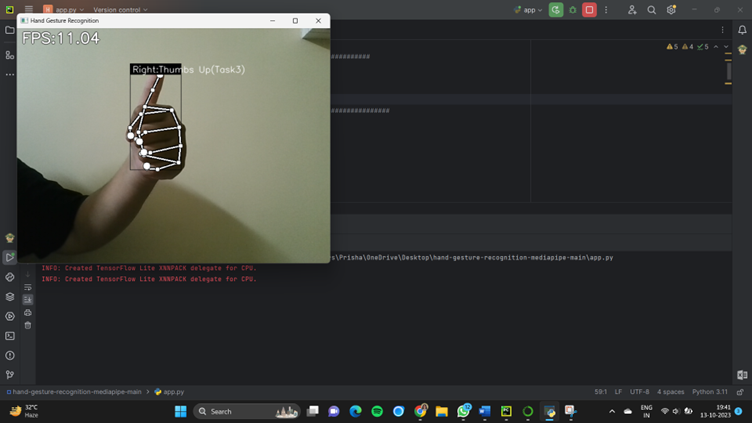 app.py
Version control
app
Hand Gesture Recognition
FPS:11.04
Right:Thumbs Up(Task3)
##########
###############
5 4 5
s\Prisha\OneDrive\Desktop\hand-gesture-recognition-mediapipe-main\app.py
INFO: Created TensorFlow Lite XNNPACK delegate for CPU.
INFO: Created TensorFlow Lite XNNPACK delegate for CPU.
hand-gesture-recognition-mediapipe-main > app.py
59:1 LF UTF-8 4 spaces Python 3.11
32°C
Haze
Search
ENG
IN
19:41
13-10-2023